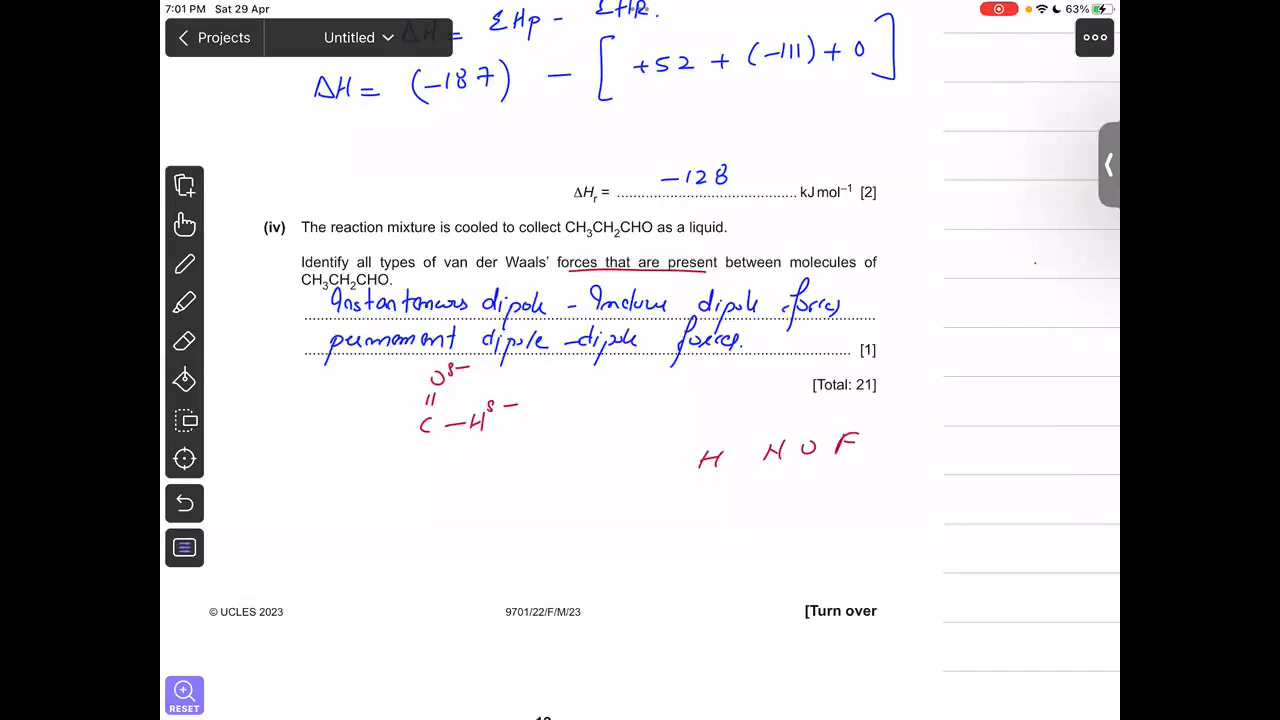 7:01 PM Sat 29 Apr
63%
Projects
Untitled
ΔH = ΣHp - ΣHR.
ΔH = (-187) - [ +52 + (-111) + 0 ]
-128
ΔHr = ............ kJ mol⁻¹ [2]
(iv) The reaction mixture is cooled to collect CH₃CH₂CHO as a liquid.
Identify all types of van der Waals' forces that are present between molecules of
CH₃CH₂CHO.
Instantaneous dipole - Induce dipole forces
permanent dipole -dipole forces.
[1]
O δ-
[Total: 21]
C - H δ-
H N O F
© UCLES 2023
9701/22/F/M/23
[Turn over
RESET